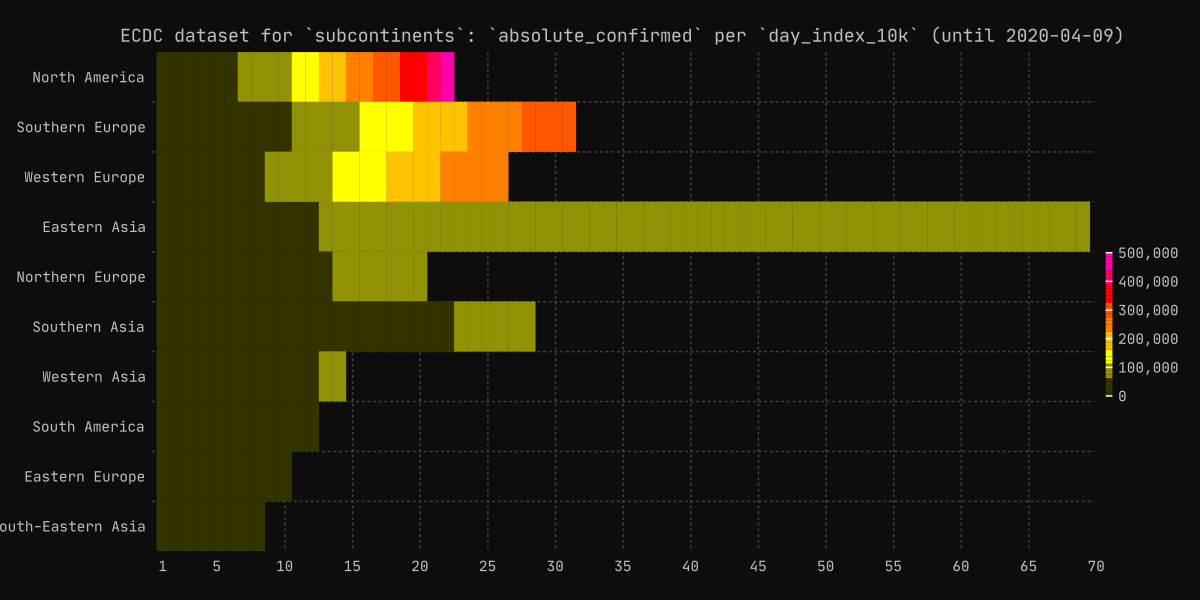 ECDC dataset for `subcontinents`: `absolute_confirmed` per `day_index_10k` (until 2020-04-09)
North America
Southern Europe
Western Europe
Eastern Asia
Northern Europe
Southern Asia
Western Asia
South America
Eastern Europe
outh-Eastern Asia
500,000
400,000
300,000
200,000
100,000
0
1 5 10 15 20 25 30 35 40 45 50 55 60 65 70